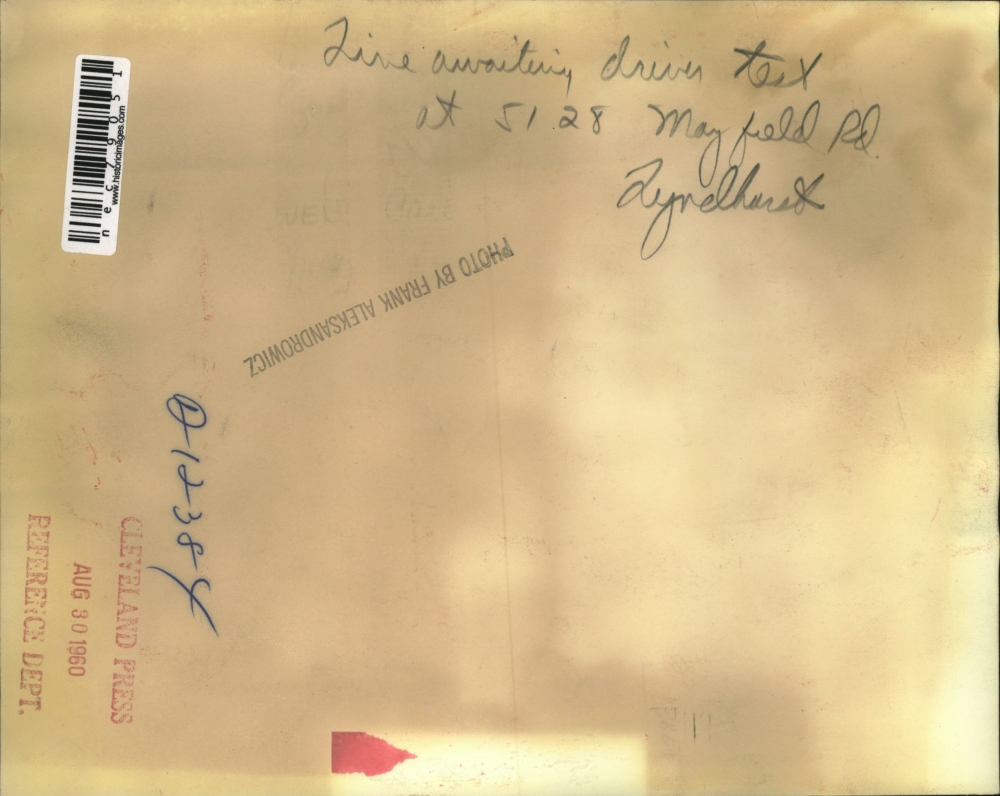 Line awaiting driver test
at 5128 Mayfield Rd.
Lyndhurst
www.historicimages.com
nec79051
PHOTO BY FRANK ALEKSANDROWICZ
CLEVELAND PRESS
AUG 30 1960
REFERENCE DEPT.